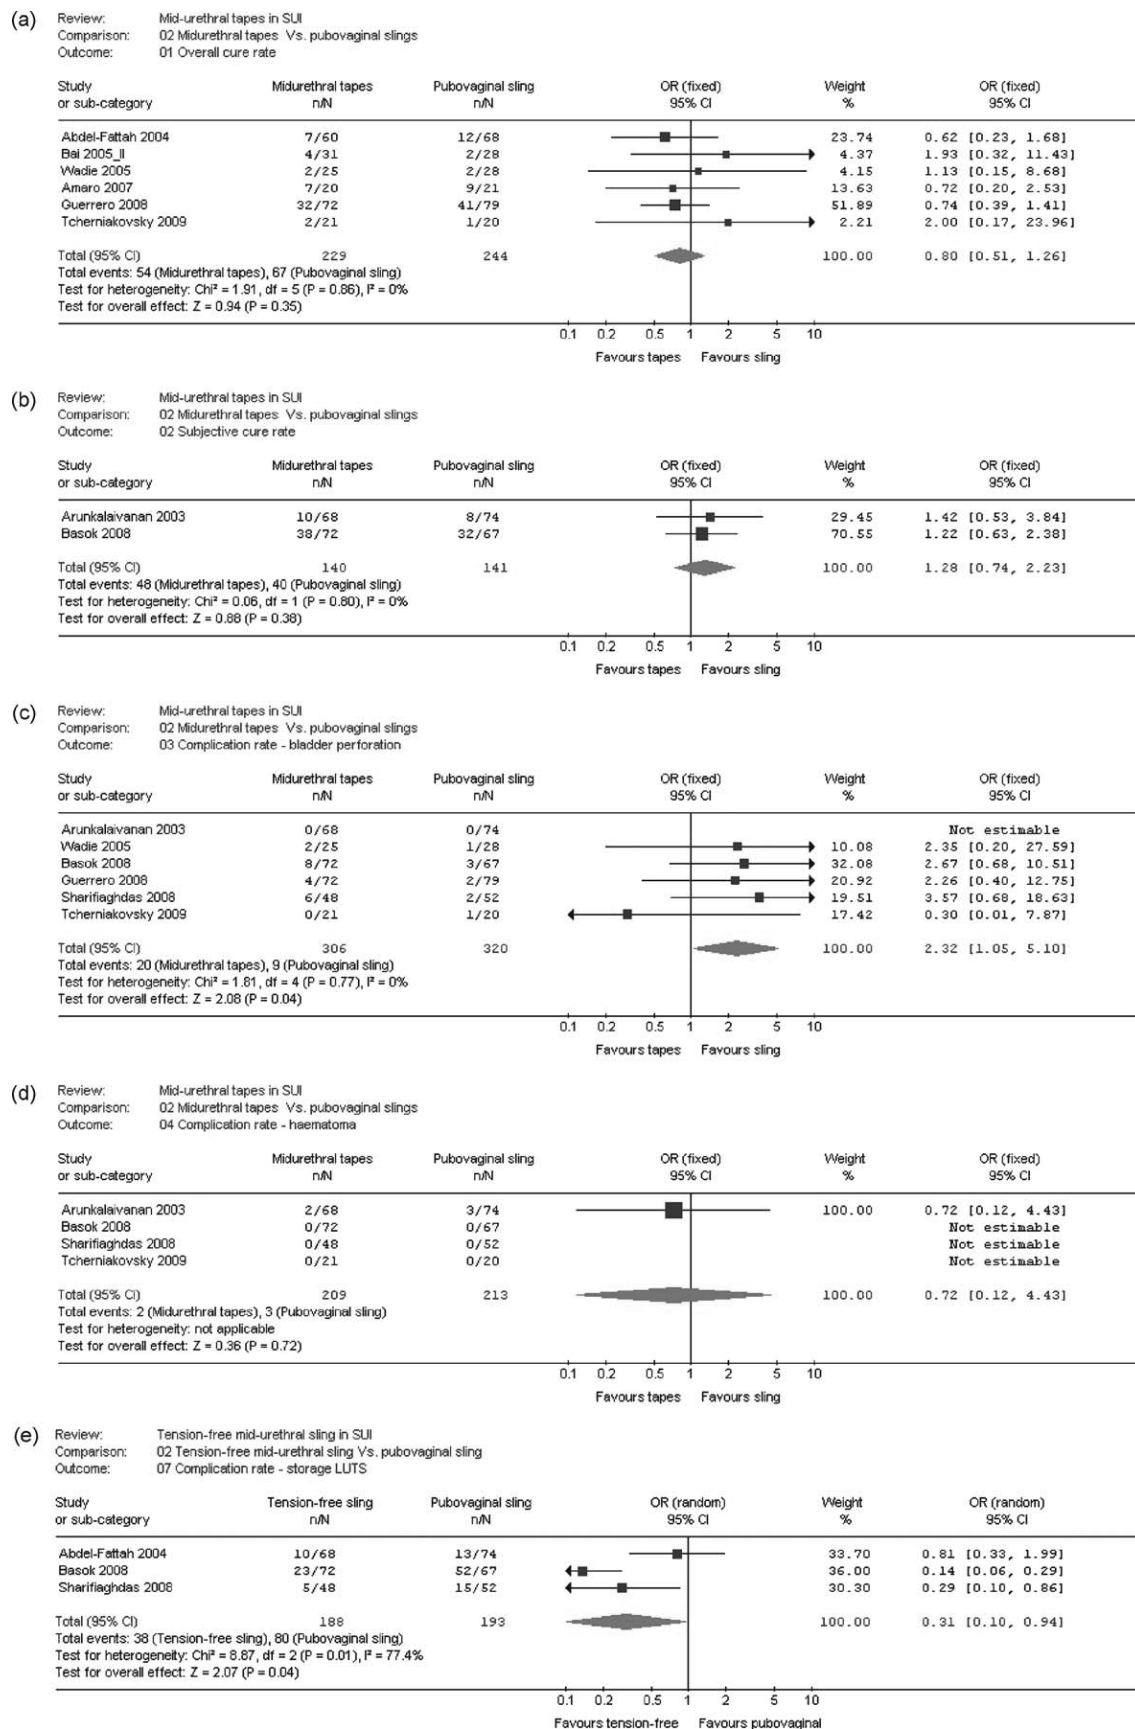 (a) Review: Mid-urethral tapes in SUI
Comparison: 02 Midurethral tapes Vs. pubovaginal slings
Outcome: 01 Overall cure rate
Study Midurethral tapes Pubovaginal sling OR (fixed) Weight OR (fixed)
or sub-category n/N n/N 95% CI % 95% CI
Abdel-Fattah 2004 7/60 12/68 23.74 0.62 [0.23, 1.68]
Bai 2005_II 4/31 2/28 4.37 1.93 [0.32, 11.43]
Wadie 2005 2/25 2/28 4.15 1.13 [0.15, 8.68]
Amaro 2007 7/20 9/21 13.63 0.72 [0.20, 2.53]
Guerrero 2008 32/72 41/79 51.89 0.74 [0.39, 1.41]
Tcherniakovsky 2009 2/21 1/20 2.21 2.00 [0.17, 23.96]
Total (95% CI) 229 244 100.00 0.80 [0.51, 1.26]
Total events: 54 (Midurethral tapes), 67 (Pubovaginal sling)
Test for heterogeneity: Chi² = 1.91, df = 5 (P = 0.86), I² = 0%
Test for overall effect: Z = 0.94 (P = 0.35)
0.1 0.2 0.5 1 2 5 10
Favours tapes Favours sling
(b) Review: Mid-urethral tapes in SUI
Comparison: 02 Midurethral tapes Vs. pubovaginal slings
Outcome: 02 Subjective cure rate
Study Midurethral tapes Pubovaginal sling OR (fixed) Weight OR (fixed)
or sub-category n/N n/N 95% CI % 95% CI
Arunkalaivanan 2003 10/68 8/74 29.45 1.42 [0.53, 3.84]
Basok 2008 38/72 32/67 70.55 1.22 [0.63, 2.38]
Total (95% CI) 140 141 100.00 1.28 [0.74, 2.23]
Total events: 48 (Midurethral tapes), 40 (Pubovaginal sling)
Test for heterogeneity: Chi² = 0.06, df = 1 (P = 0.80), I² = 0%
Test for overall effect: Z = 0.88 (P = 0.38)
0.1 0.2 0.5 1 2 5 10
Favours tapes Favours sling
(c) Review: Mid-urethral tapes in SUI
Comparison: 02 Midurethral tapes Vs. pubovaginal slings
Outcome: 03 Complication rate - bladder perforation
Study Midurethral tapes Pubovaginal sling OR (fixed) Weight OR (fixed)
or sub-category n/N n/N 95% CI % 95% CI
Arunkalaivanan 2003 0/68 0/74 Not estimable
Wadie 2005 2/25 1/28 10.08 2.35 [0.20, 27.59]
Basok 2008 8/72 3/67 32.08 2.67 [0.68, 10.51]
Guerrero 2008 4/72 2/79 20.92 2.26 [0.40, 12.75]
Sharifiaghdas 2008 6/48 2/52 19.51 3.57 [0.68, 18.63]
Tcherniakovsky 2009 0/21 1/20 17.42 0.30 [0.01, 7.87]
Total (95% CI) 306 320 100.00 2.32 [1.05, 5.10]
Total events: 20 (Midurethral tapes), 9 (Pubovaginal sling)
Test for heterogeneity: Chi² = 1.81, df = 4 (P = 0.77), I² = 0%
Test for overall effect: Z = 2.08 (P = 0.04)
0.1 0.2 0.5 1 2 5 10
Favours tapes Favours sling
(d) Review: Mid-urethral tapes in SUI
Comparison: 02 Midurethral tapes Vs. pubovaginal slings
Outcome: 04 Complication rate - haematoma
Study Midurethral tapes Pubovaginal sling OR (fixed) Weight OR (fixed)
or sub-category n/N n/N 95% CI % 95% CI
Arunkalaivanan 2003 2/68 3/74 100.00 0.72 [0.12, 4.43]
Basok 2008 0/72 0/67 Not estimable
Sharifiaghdas 2008 0/48 0/52 Not estimable
Tcherniakovsky 2009 0/21 0/20 Not estimable
Total (95% CI) 209 213 100.00 0.72 [0.12, 4.43]
Total events: 2 (Midurethral tapes), 3 (Pubovaginal sling)
Test for heterogeneity: not applicable
Test for overall effect: Z = 0.36 (P = 0.72)
0.1 0.2 0.5 1 2 5 10
Favours tapes Favours sling
(e) Review: Tension-free mid-urethral sling in SUI
Comparison: 02 Tension-free mid-urethral sling Vs. pubovaginal sling
Outcome: 07 Complication rate - storage LUTS
Study Tension-free sling Pubovaginal sling OR (random) Weight OR (random)
or sub-category n/N n/N 95% CI % 95% CI
Abdel-Fattah 2004 10/68 13/74 33.70 0.81 [0.33, 1.99]
Basok 2008 23/72 52/67 36.00 0.14 [0.06, 0.29]
Sharifiaghdas 2008 5/48 15/52 30.30 0.29 [0.10, 0.86]
Total (95% CI) 188 193 100.00 0.31 [0.10, 0.94]
Total events: 38 (Tension-free sling), 80 (Pubovaginal sling)
Test for heterogeneity: Chi² = 8.87, df = 2 (P = 0.01), I² = 77.4%
Test for overall effect: Z = 2.07 (P = 0.04)
0.1 0.2 0.5 1 2 5 10
Favours tension-free Favours pubovaginal